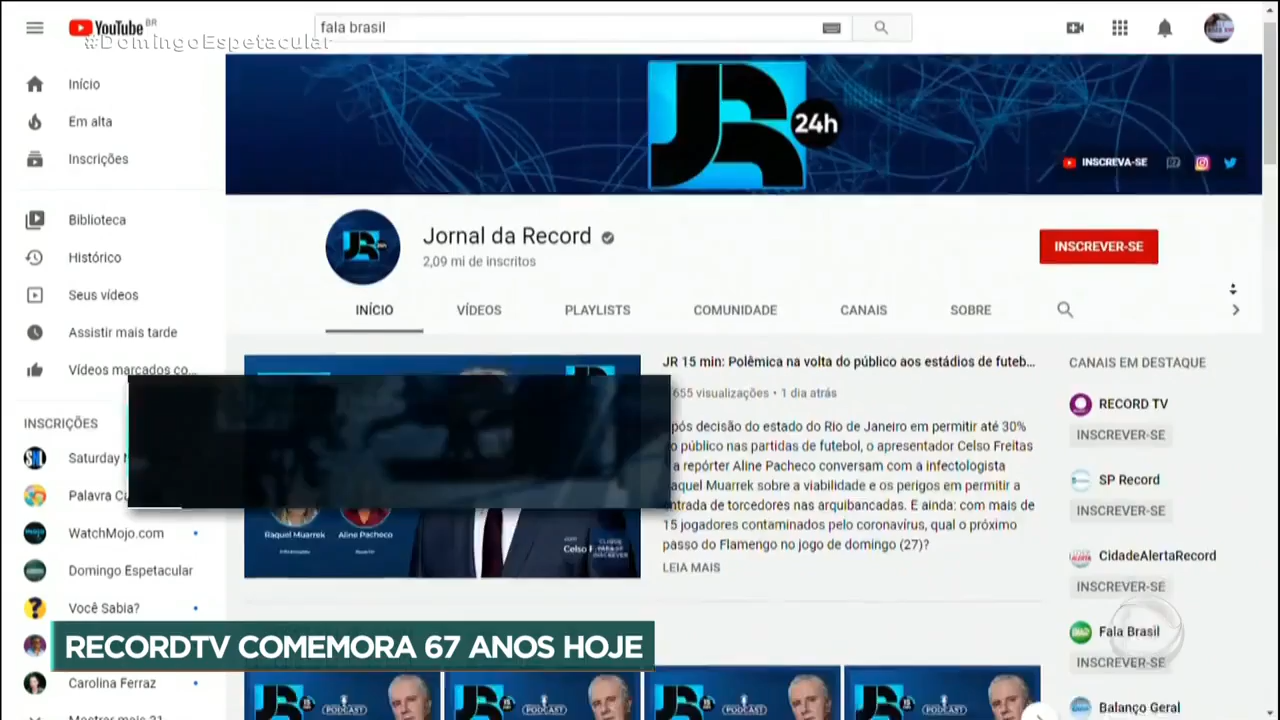 YouTube BR
#DomingoEspetacular
fala brasil
Início
Em alta
Inscrições
Biblioteca
Histórico
Seus vídeos
Assistir mais tarde
Vídeos marcados co...
INSCRIÇÕES
Saturday
Palavra
WatchMojo.com
Domingo Espetacular
Você Sabia?
Carolina Ferraz
Mostrar mais 21
JR 24h
INSCREVA-SE
Jornal da Record
2,09 mi de inscritos
INSCREVER-SE
INÍCIO
VÍDEOS
PLAYLISTS
COMUNIDADE
CANAIS
SOBRE
Raquel Muarrek
Aline Pacheco
Celso
JR 15 min: Polêmica na volta do público aos estádios de futeb...
655 visualizações • 1 dia atrás
pós decisão do estado do Rio de Janeiro em permitir até 30%
público nas partidas de futebol, o apresentador Celso Freitas
a repórter Aline Pacheco conversam com a infectologista
aquel Muarrek sobre a viabilidade e os perigos em permitir a
ntrada de torcedores nas arquibancadas. E ainda: com mais de
15 jogadores contaminados pelo coronavírus, qual o próximo
passo do Flamengo no jogo de domingo (27)?
LEIA MAIS
CANAIS EM DESTAQUE
RECORD TV
INSCREVER-SE
SP Record
INSCREVER-SE
CidadeAlertaRecord
INSCREVER-SE
Fala Brasil
INSCREVER-SE
Balanço Geral
RECORDTV COMEMORA 67 ANOS HOJE
PODCAST
PODCAST
PODCAST
PODCAST